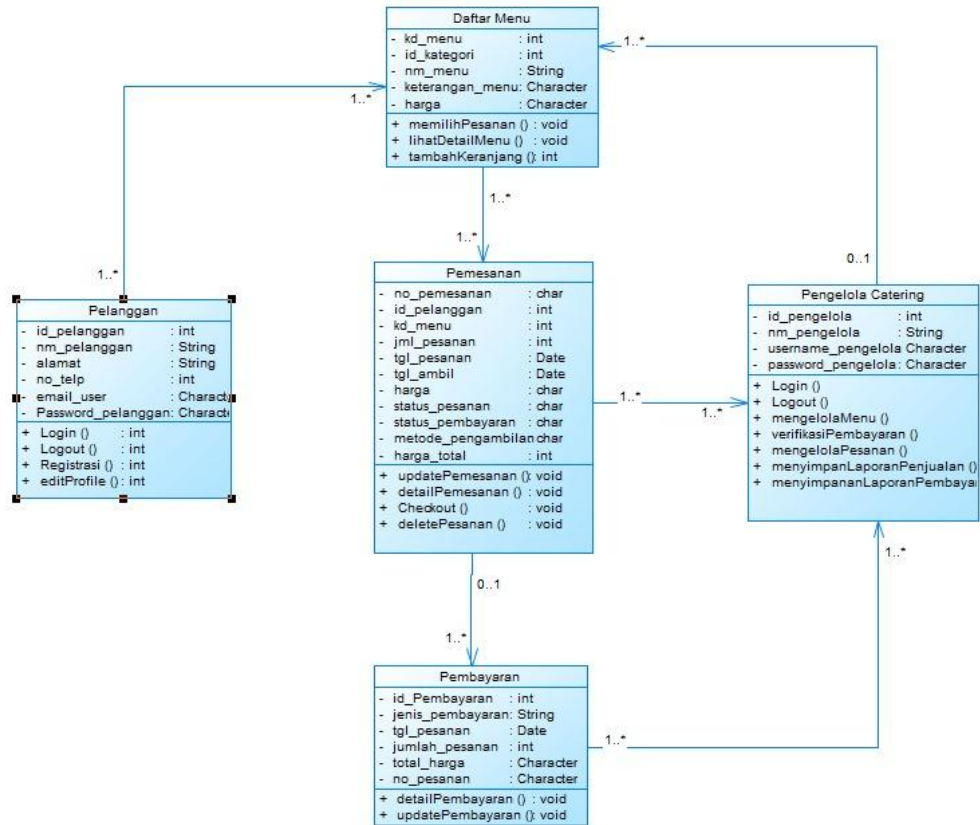 Daftar Menu
- kd_menu : int
- id_kategori : int
- nm_menu : String
- keterangan_menu: Character
- harga : Character
+ memilihPesanan () : void
+ lihatDetailMenu () : void
+ tambahKeranjang (): int
1..*
1..*
1..*
1..*
1..*
0..1
Pelanggan
- id_pelanggan : int
- nm_pelanggan : String
- alamat : String
- no_telp : int
- email_user : Characte
- Password_pelanggan: Characte
+ Login () : int
+ Logout () : int
+ Registrasi () : int
+ editProfile () : int
Pemesanan
- no_pemesanan : char
- id_pelanggan : int
- kd_menu : int
- jml_pesanan : int
- tgl_pesanan : Date
- tgl_ambil : Date
- harga : char
- status_pesanan : char
- status_pembayaran : char
- metode_pengambilan char
- harga_total : int
+ updatePemesanan (): void
+ detailPemesanan () : void
+ Checkout () : void
+ deletePesanan () : void
1..*
1..*
Pengelola Catering
- id_pengelola : int
- nm_pengelola : String
- username_pengelola Character
- password_pengelola: Character
+ Login ()
+ Logout ()
+ mengelolaMenu ()
+ verifikasiPembayaran ()
+ mengelolaPesanan ()
+ menyimpanLaporanPenjualan ()
+ menyimpananLaporanPembayar
0..1
1..*
1..*
1..*
Pembayaran
- id_Pembayaran : int
- jenis_pembayaran: String
- tgl_pesanan : Date
- jumlah_pesanan : int
- total_harga : Character
- no_pesanan : Character
+ detailPembayaran () : void
+ updatePembayaran (): void